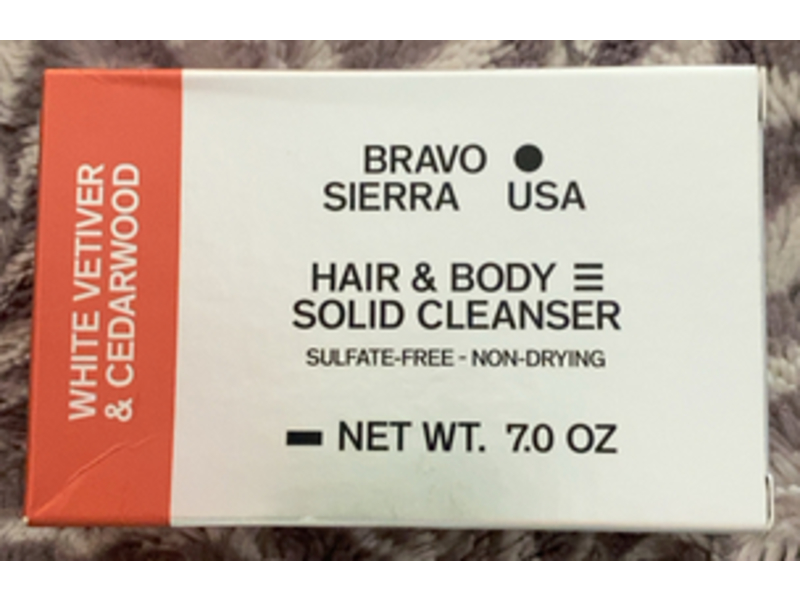 WHITE VETIVER
& CEDARWOOD
BRAVO
SIERRA USA
HAIR & BODY
SOLID CLEANSER
SULFATE-FREE - NON-DRYING
NET WT. 7.0 OZ